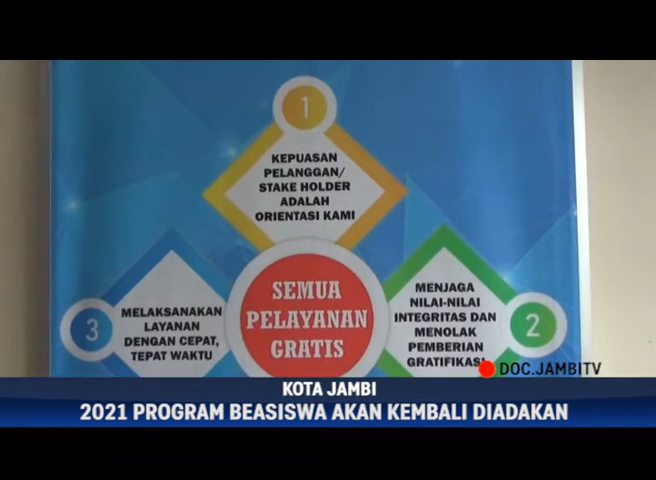 1
KEPUASAN
PELANGGAN/
STAKE HOLDER
ADALAH
ORIENTASI KAMI
SEMUA
PELAYANAN
GRATIS
MENJAGA
NILAI-NILAI
INTEGRITAS DAN
MENOLAK
PEMBERIAN
GRATIFIKASI
2
3
MELAKSANAKAN
LAYANAN
DENGAN CEPAT,
TEPAT WAKTU
DOC.JAMBITV
KOTA JAMBI
2021 PROGRAM BEASISWA AKAN KEMBALI DIADAKAN